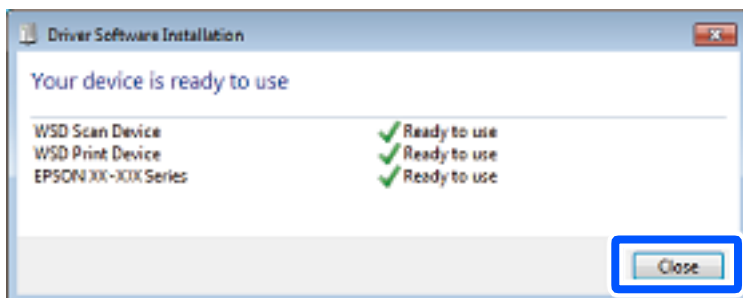 Driver Software Installation
Your device is ready to use
WSD Scan Device Ready to use
WSD Print Device Ready to use
EPSON XX-XXX Series Ready to use
Close